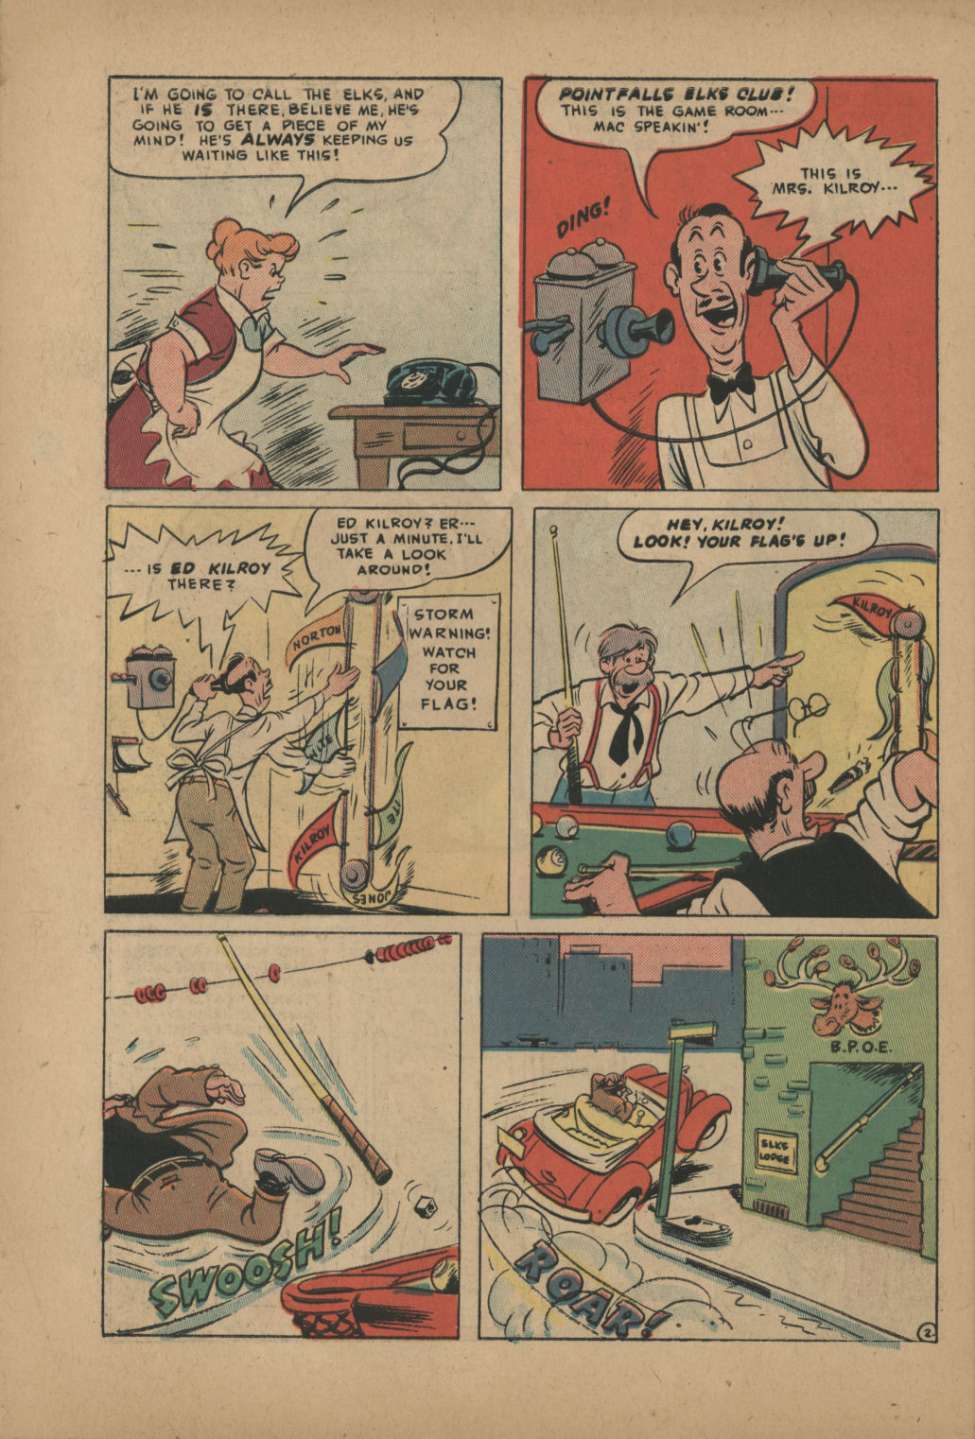 I'M GOING TO CALL THE ELKS, AND
IF HE IS THERE, BELIEVE ME, HE'S
GOING TO GET A PIECE OF MY
MIND! HE'S ALWAYS KEEPING US
WAITING LIKE THIS!
POINTFALLS ELKS CLUB!
THIS IS THE GAME ROOM---
MAC SPEAKIN'!
THIS IS
MRS. KILROY---
DING!
--- IS ED KILROY
THERE?
ED KILROY? ER---
JUST A MINUTE, I'LL
TAKE A LOOK
AROUND!
NORTON
STORM
WARNING!
WATCH
FOR
YOUR
FLAG!
KILROY
JONES
HEY, KILROY!
LOOK! YOUR FLAG'S UP!
KILROY
SWOOSH!
B.P.O.E.
ELKS
LODGE
ROAR!
2